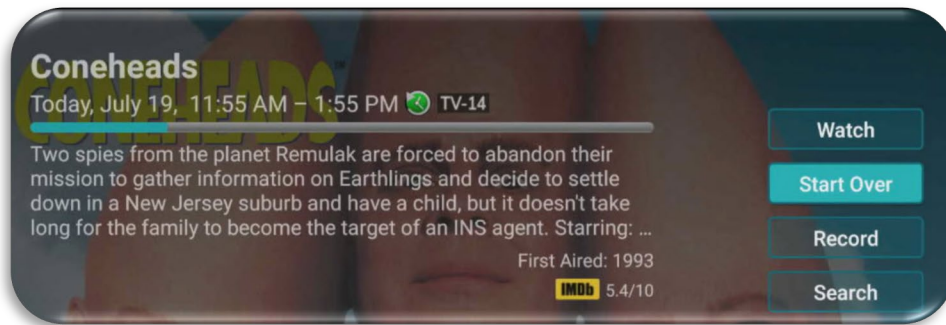 Coneheads
CONEHEADS™
Today, July 19, 11:55 AM – 1:55 PM TV-14
Two spies from the planet Remulak are forced to abandon their
mission to gather information on Earthlings and decide to settle
down in a New Jersey suburb and have a child, but it doesn't take
long for the family to become the target of an INS agent. Starring: ...
First Aired: 1993
IMDb 5.4/10
Watch
Start Over
Record
Search